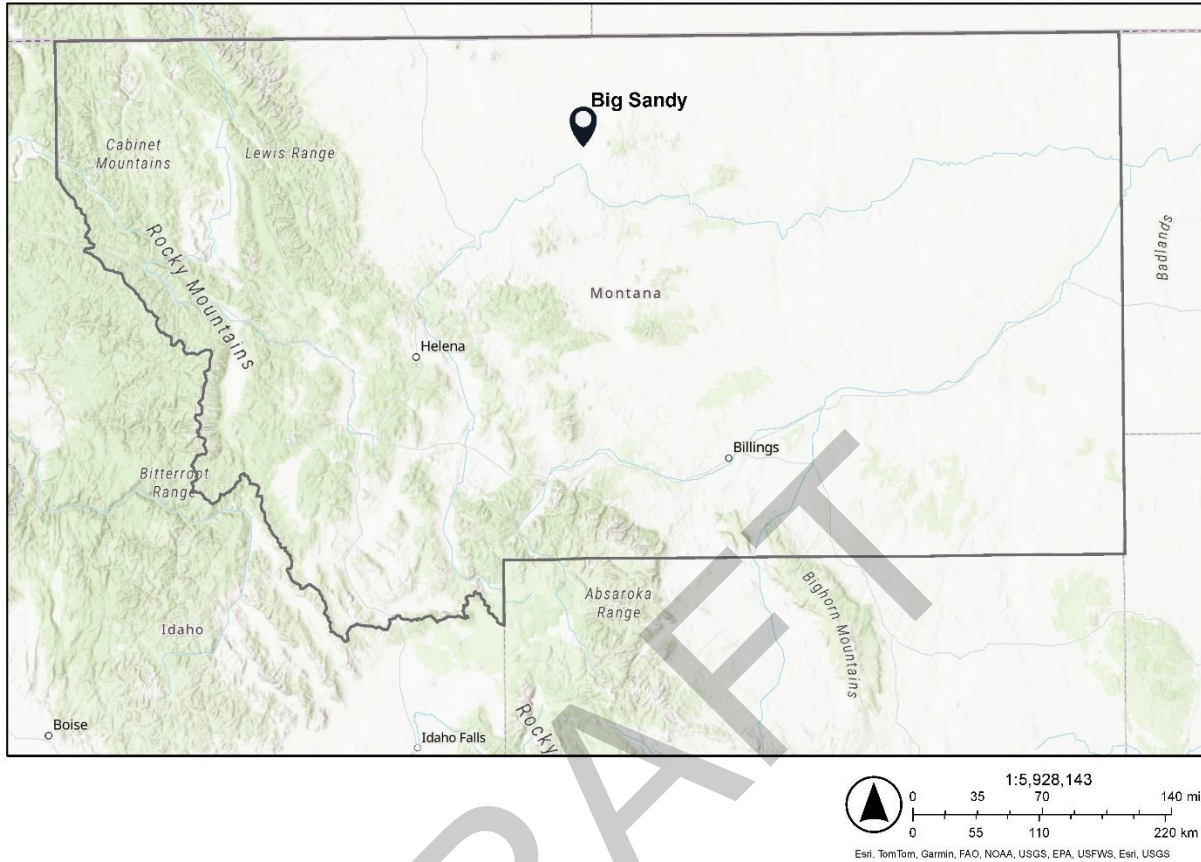 Big Sandy
Cabinet
Mountains
Lewis Range
Rocky Mountains
Badlands
Montana
Helena
Billings
Bitterroot
Range
Absaroka
Range
Bighorn Mountains
Idaho
Boise
Idaho Falls
Rocky
DRAFT
1:5,928,143
0 35 70 140 mi
0 55 110 220 km
Esri, TomTom, Garmin, FAO, NOAA, USGS, EPA, USFWS, Esri, USGS